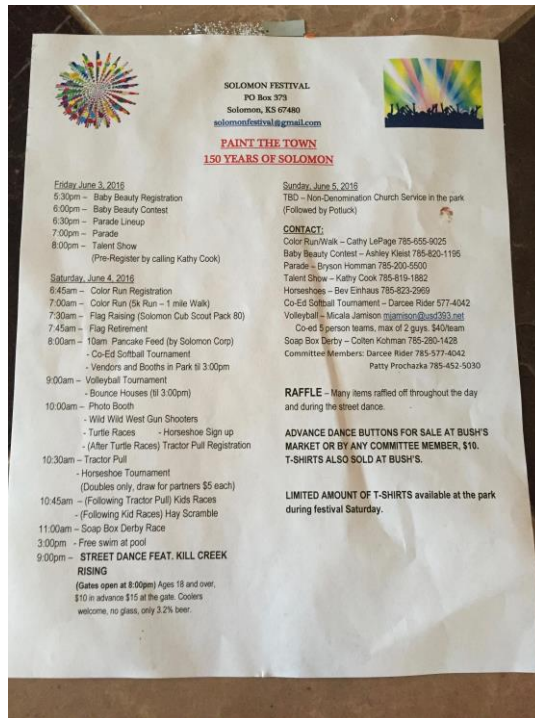 SOLOMON FESTIVAL
PO Box 373
Solomon, KS 67480
solomonfestival@gmail.com
PAINT THE TOWN
150 YEARS OF SOLOMON
Friday June 3, 2016
5:30pm – Baby Beauty Registration
6:00pm – Baby Beauty Contest
6:30pm – Parade Lineup
7:00pm – Parade
8:00pm – Talent Show
(Pre-Register by calling Kathy Cook)
Saturday, June 4, 2016
6:45am – Color Run Registration
7:00am – Color Run (5k Run – 1 mile Walk)
7:30am – Flag Raising (Solomon Cub Scout Pack 80)
7:45am – Flag Retirement
8:00am – 10am Pancake Feed (by Solomon Corp)
- Co-Ed Softball Tournament
- Vendors and Booths in Park til 3:00pm
9:00am – Volleyball Tournament
- Bounce Houses (til 3:00pm)
10:00am – Photo Booth
- Wild Wild West Gun Shooters
- Turtle Races - Horseshoe Sign up
- (After Turtle Races) Tractor Pull Registration
10:30am – Tractor Pull
- Horseshoe Tournament
(Doubles only, draw for partners $5 each)
10:45am – (Following Tractor Pull) Kids Races
- (Following Kid Races) Hay Scramble
11:00am – Soap Box Derby Race
3:00pm - Free swim at pool
9:00pm – STREET DANCE FEAT. KILL CREEK
RISING
(Gates open at 8:00pm) Ages 18 and over,
$10 in advance $15 at the gate. Coolers
welcome, no glass, only 3.2% beer.
Sunday, June 5, 2016
TBD – Non-Denomination Church Service in the park
(Followed by Potluck)
CONTACT:
Color Run/Walk – Cathy LePage 785-655-9025
Baby Beauty Contest – Ashley Kleist 785-820-1195
Parade – Bryson Homman 785-200-5500
Talent Show – Kathy Cook 785-819-1882
Horseshoes – Bev Einhaus 785-823-2969
Co-Ed Softball Tournament – Darcee Rider 577-4042
Volleyball – Micala Jamison mjamison@usd393.net
Co-ed 5 person teams, max of 2 guys. $40/team
Soap Box Derby – Colten Kohman 785-280-1428
Committee Members: Darcee Rider 785-577-4042
Patty Prochazka 785-452-5030
RAFFLE – Many items raffled off throughout the day
and during the street dance.
ADVANCE DANCE BUTTONS FOR SALE AT BUSH'S
MARKET OR BY ANY COMMITTEE MEMBER, $10.
T-SHIRTS ALSO SOLD AT BUSH'S.
LIMITED AMOUNT OF T-SHIRTS available at the park
during festival Saturday.